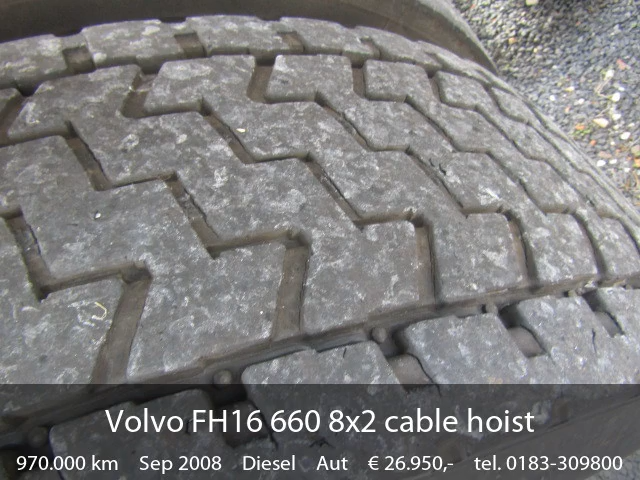 Volvo FH16 660 8x2 cable hoist
970.000 km Sep 2008 Diesel Aut € 26.950,- tel. 0183-309800